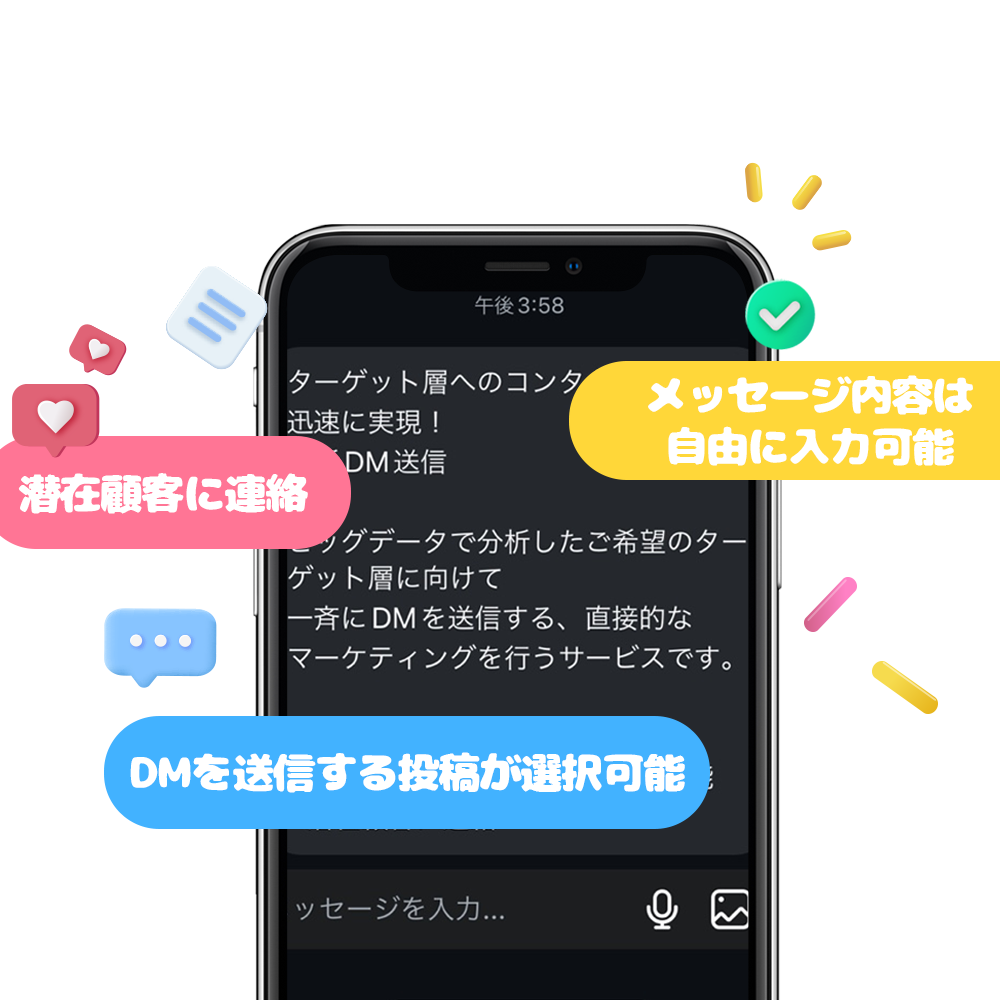 午後3:58
ターゲット層へのコンタ
迅速に実現！
DM送信
メッセージ内容は
自由に入力可能
潜在顧客に連絡
ッグデータで分析したご希望のター
ゲット層に向けて
一斉にDMを送信する、直接的な
マーケティングを行うサービスです。
DMを送信する投稿が選択可能
ッセージを入力...